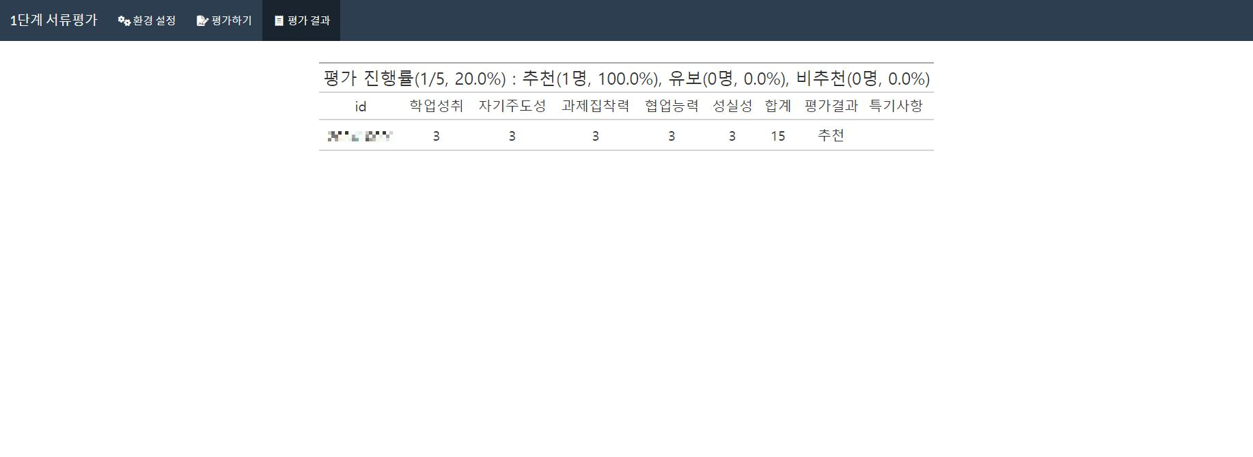 1단계 서류평가 환경 설정 평가하기 평가 결과
평가 진행률(1/5, 20.0%) : 추천(1명, 100.0%), 유보(0명, 0.0%), 비추천(0명, 0.0%)
id 학업성취 자기주도성 과제집착력 협업능력 성실성 합계 평가결과 특기사항
3 3 3 3 3 15 추천